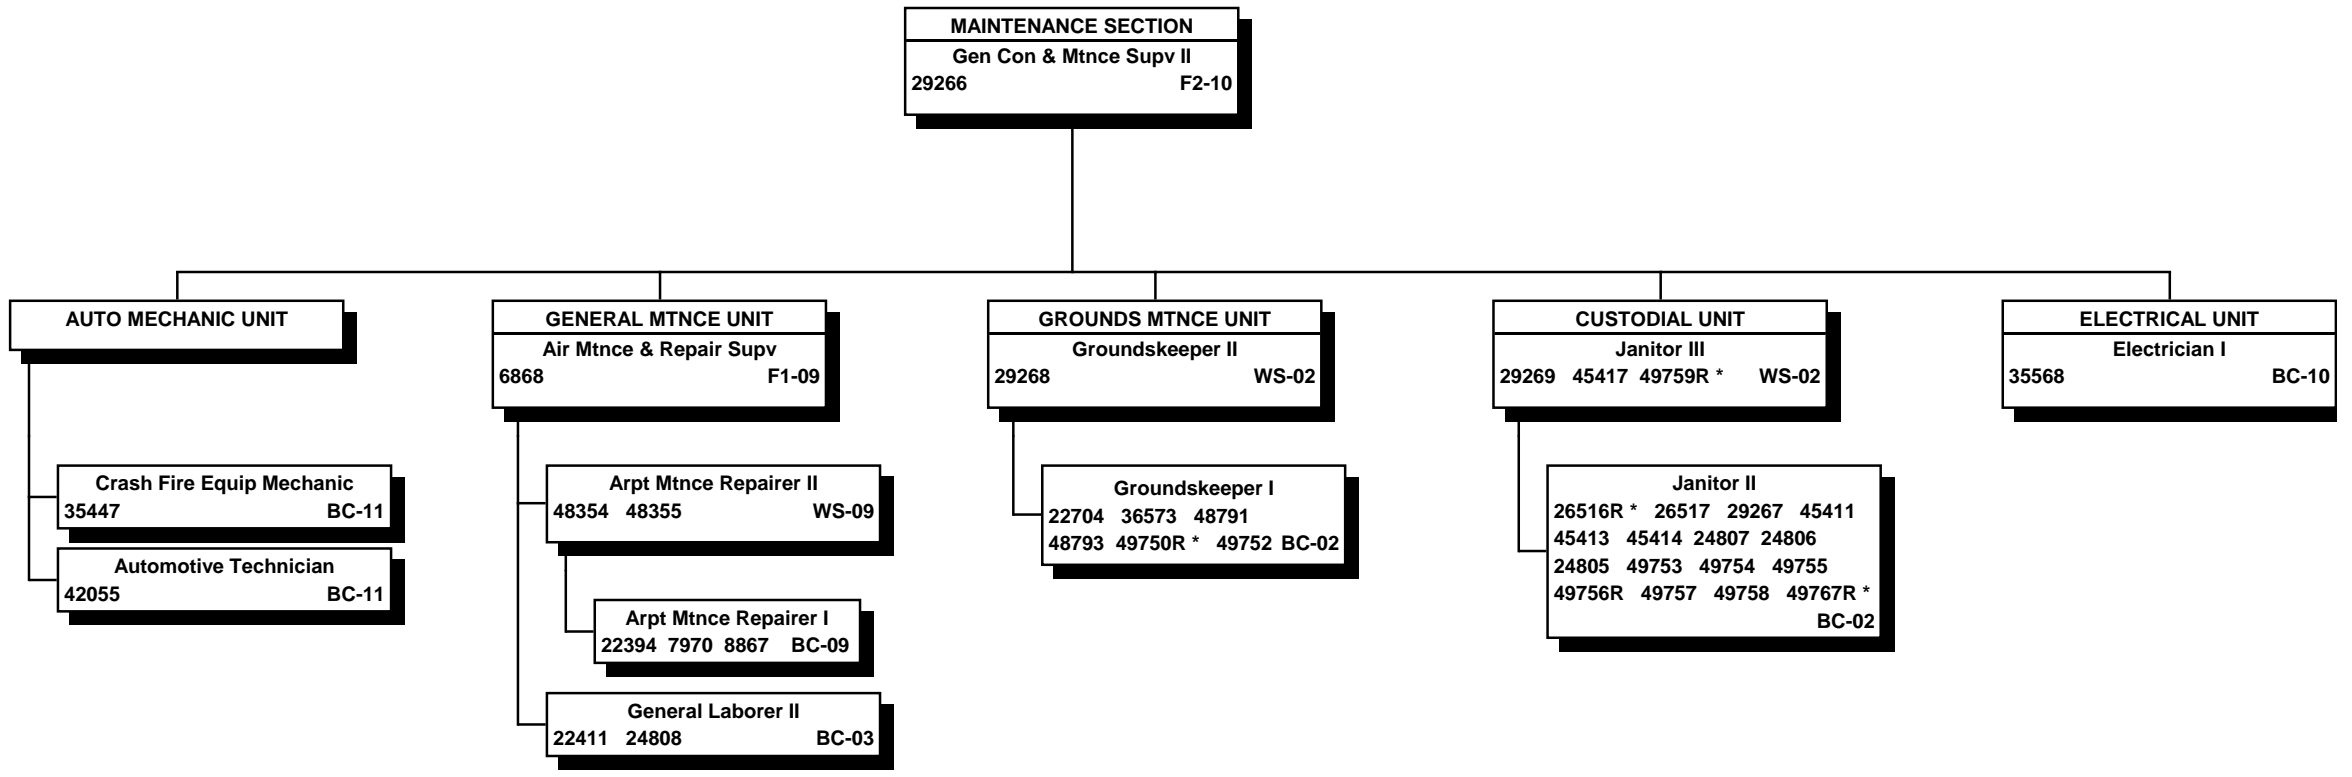 MAINTENANCE SECTION
Gen Con & Mtnce Supv II
29266 F2-10
AUTO MECHANIC UNIT
Crash Fire Equip Mechanic
35447 BC-11
Automotive Technician
42055 BC-11
GENERAL MTNCE UNIT
Air Mtnce & Repair Supv
6868 F1-09
Arpt Mtnce Repairer II
48354 48355 WS-09
Arpt Mtnce Repairer I
22394 7970 8867 BC-09
General Laborer II
22411 24808 BC-03
GROUNDS MTNCE UNIT
Groundskeeper II
29268 WS-02
Groundskeeper I
22704 36573 48791
48793 49750R * 49752 BC-02
CUSTODIAL UNIT
Janitor III
29269 45417 49759R * WS-02
Janitor II
26516R * 26517 29267 45411
45413 45414 24807 24806
24805 49753 49754 49755
49756R 49757 49758 49767R *
BC-02
ELECTRICAL UNIT
Electrician I
35568 BC-10